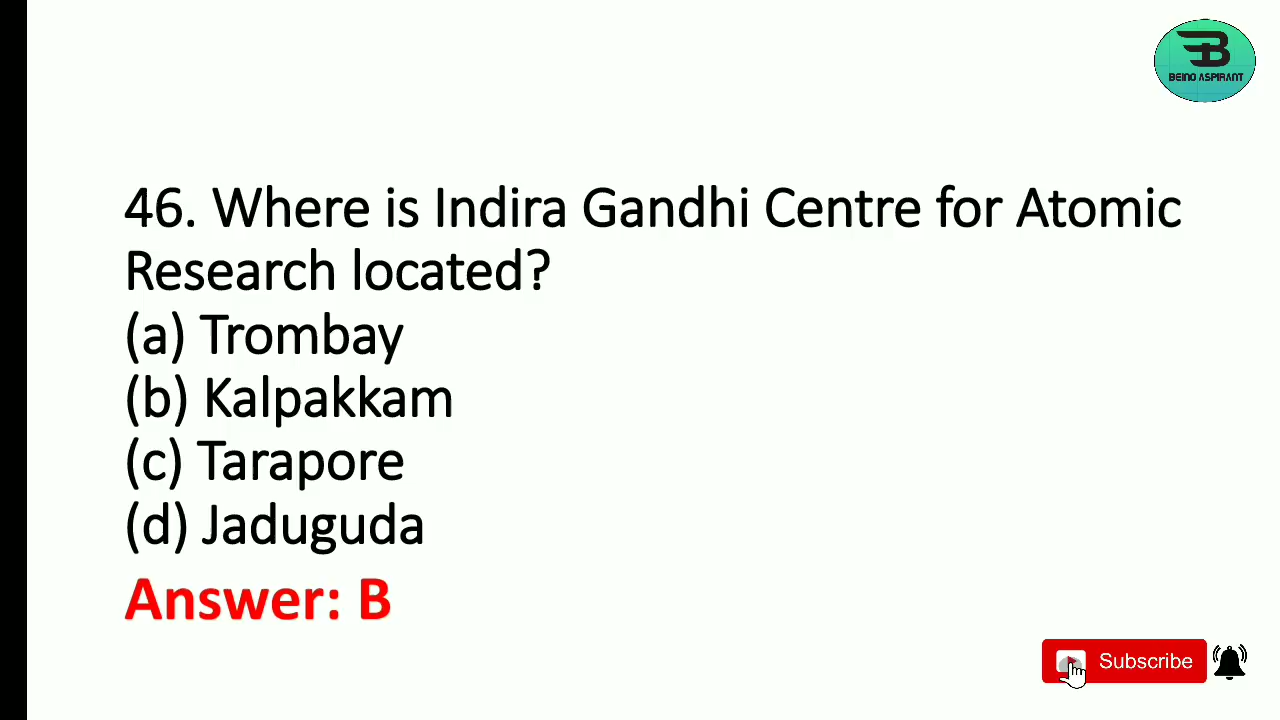 BEING ASPIRANT
46. Where is Indira Gandhi Centre for Atomic
Research located?
(a) Trombay
(b) Kalpakkam
(c) Tarapore
(d) Jaduguda
Answer: B
Subscribe